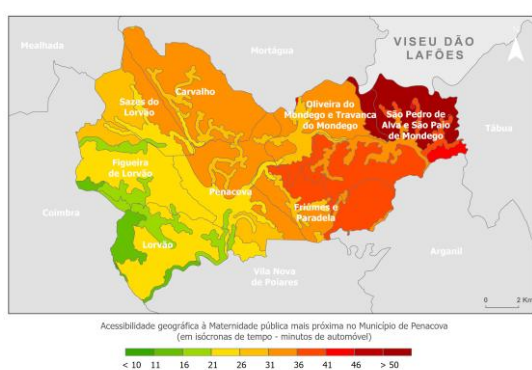 Mealhada
Mortágua
VISEU DÃO
LAFÕES
Carvalho
Sazes do
Lorvão
Oliveira do
Mondego e Travanca
do Mondego
São Pedro de
Alva e São Paio
de Mondego
Tábua
Figueira
de Lorvão
Penacova
Friúmes e
Paradela
Coimbra
Lorvão
Arganil
Vila Nova
de Poiares
0 2 Km
Acessibilidade geográfica à Maternidade pública mais próxima no Município de Penacova
(em isócronas de tempo - minutos de automóvel)
< 10 11 16 21 26 31 36 41 46 > 50